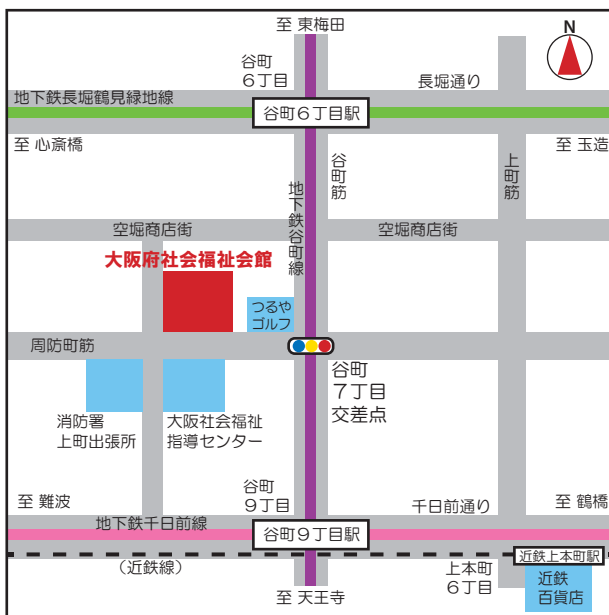 至 東梅田
N
谷町
６丁目
長堀通り
地下鉄長堀鶴見緑地線
谷町６丁目駅
至 心斎橋
至 玉造
谷町筋
上町筋
地下鉄谷町線
空堀商店街
空堀商店街
大阪府社会福祉会館
つるや
ゴルフ
周防町筋
谷町
７丁目
交差点
消防署
上町出張所
大阪社会福祉
指導センター
至 難波
谷町
９丁目
千日前通り
至 鶴橋
地下鉄千日前線
谷町９丁目駅
近鉄上本町駅
（近鉄線）
上本町
６丁目
近鉄
百貨店
至 天王寺